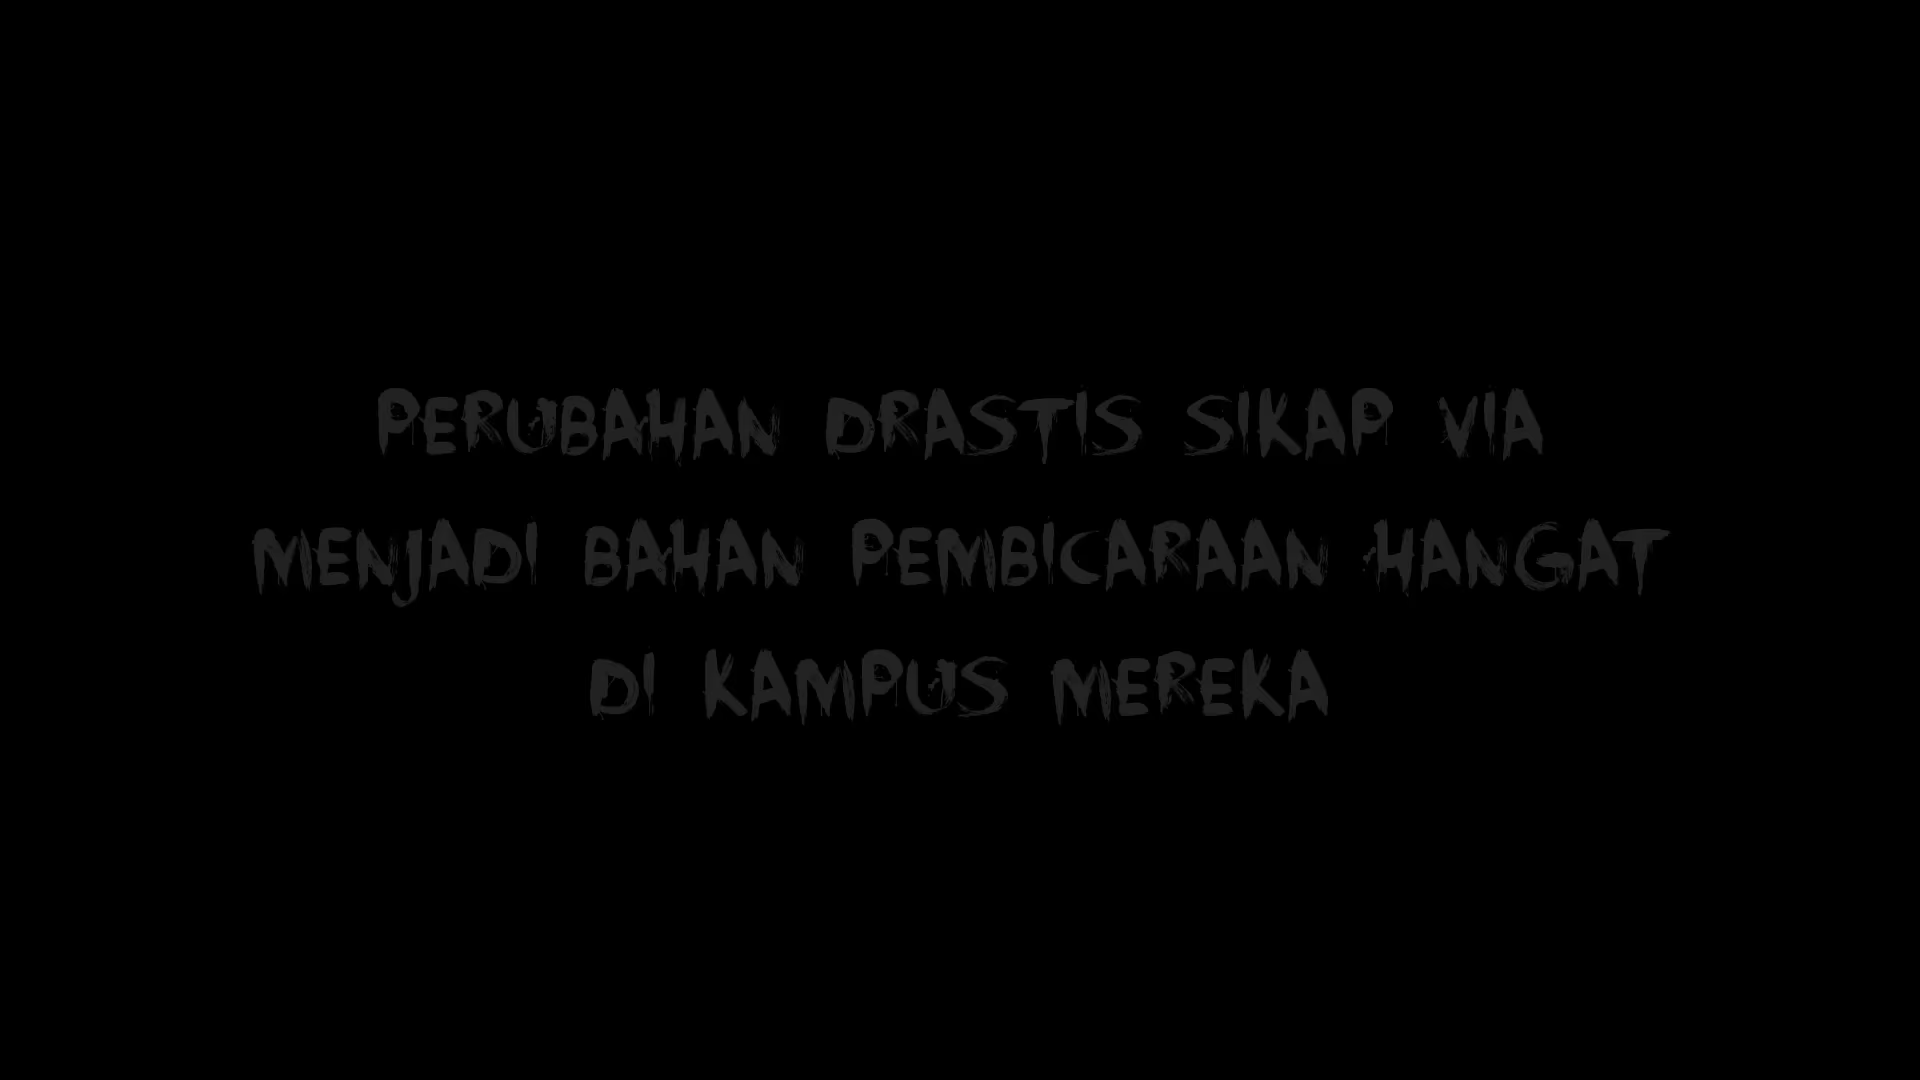 PERUBAHAN DRASTIS SIKAP VIA
MENJADI BAHAN PEMBICARAAN HANGAT
DI KAMPUS MEREKA